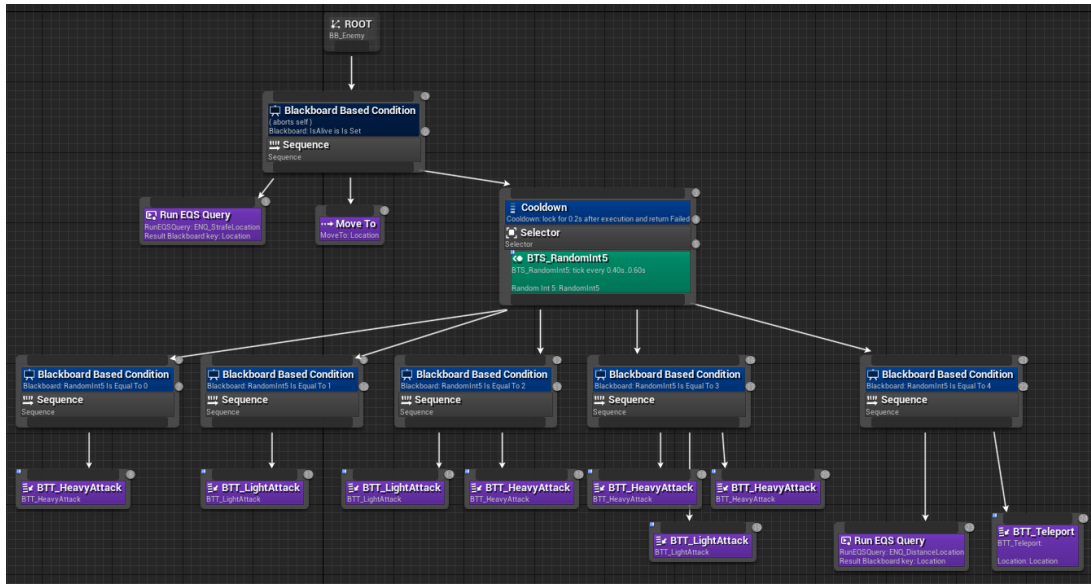 ROOT
BB_Enemy
Blackboard Based Condition
( aborts self )
Blackboard: IsAlive is Is Set
Sequence
Sequence
Run EQS Query
RunEQSQuery: ENQ_StrafeLocation
Result Blackboard key: Location
Move To
MoveTo: Location
Cooldown
Cooldown: lock for 0.2s after execution and return Failed
Selector
Selector
BTS_RandomInt5
BTS_RandomInt5: tick every 0.40s..0.60s
Random Int 5: RandomInt5
Blackboard Based Condition
Blackboard: RandomInt5 Is Equal To 0
Sequence
Sequence
Blackboard Based Condition
Blackboard: RandomInt5 Is Equal To 1
Sequence
Sequence
Blackboard Based Condition
Blackboard: RandomInt5 Is Equal To 2
Sequence
Sequence
Blackboard Based Condition
Blackboard: RandomInt5 Is Equal To 3
Sequence
Sequence
Blackboard Based Condition
Blackboard: RandomInt5 Is Equal To 4
Sequence
Sequence
BTT_HeavyAttack
BTT_HeavyAttack
BTT_LightAttack
BTT_LightAttack
BTT_LightAttack
BTT_LightAttack
BTT_HeavyAttack
BTT_HeavyAttack
BTT_HeavyAttack
BTT_HeavyAttack
BTT_HeavyAttack
BTT_HeavyAttack
BTT_LightAttack
BTT_LightAttack
Run EQS Query
RunEQSQuery: ENQ_DistanceLocation
Result Blackboard key: Location
BTT_Teleport
BTT_Teleport:
Location: Location